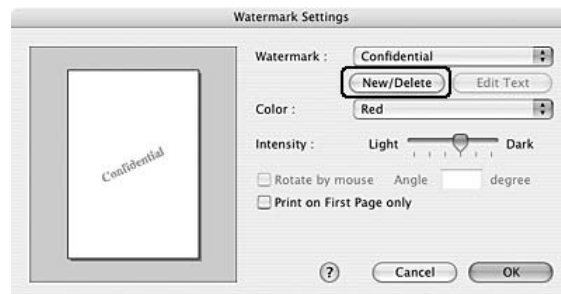 Watermark Settings
Watermark : Confidential
New/Delete Edit Text
Color : Red
Intensity : Light Dark
Confidential
Rotate by mouse Angle degree
Print on First Page only
? Cancel OK